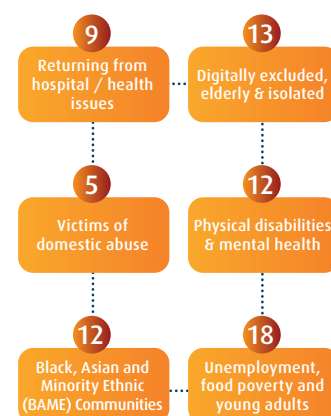 9
Returning from
hospital / health
issues
13
Digitally excluded,
elderly & isolated
5
Victims of
domestic abuse
12
Physical disabilities
& mental health
12
Black, Asian and
Minority Ethnic
(BAME) Communities
18
Unemployment,
food poverty and
young adults